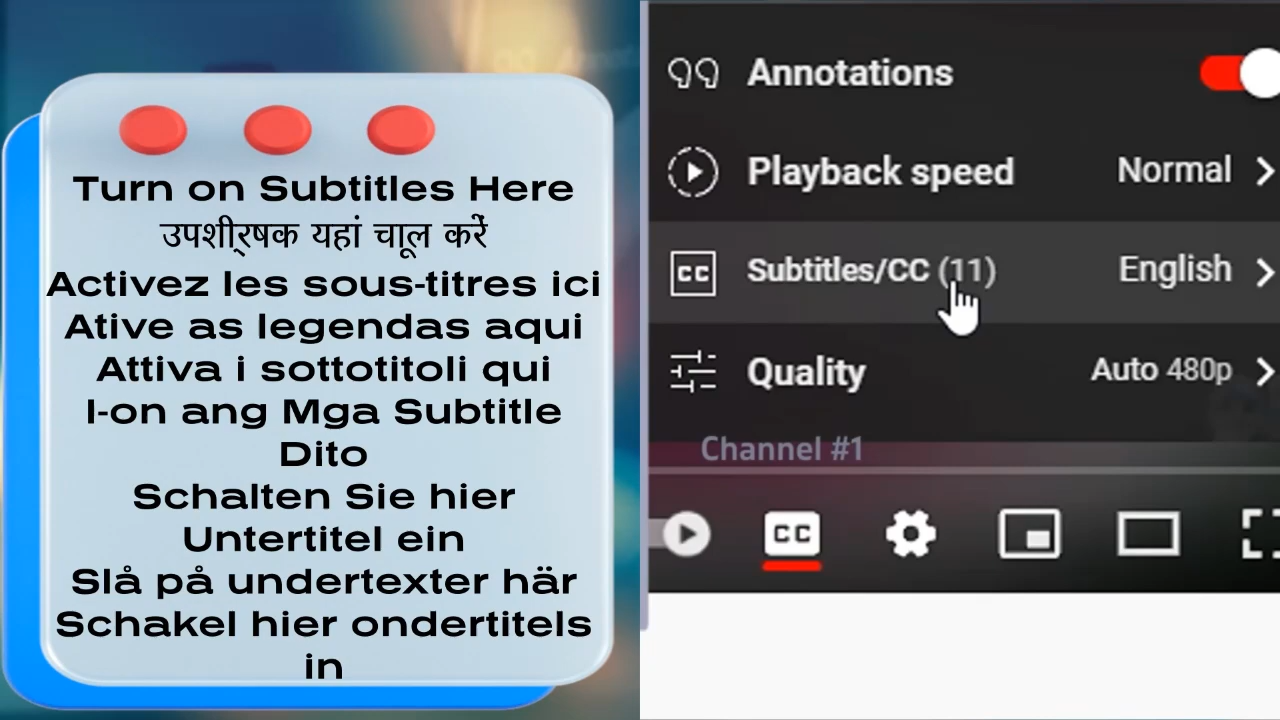 Turn on Subtitles Here
उपशीर्षक यहां चालू करें
Activez les sous-titres ici
Ative as legendas aqui
Attiva i sottotitoli qui
I-on ang Mga Subtitle
Dito
Schalten Sie hier
Untertitel ein
Slå på undertexter här
Schakel hier ondertitels
in
Annotations
Playback speed Normal
CC Subtitles/CC (11) English
Quality Auto 480p
Channel #1
CC